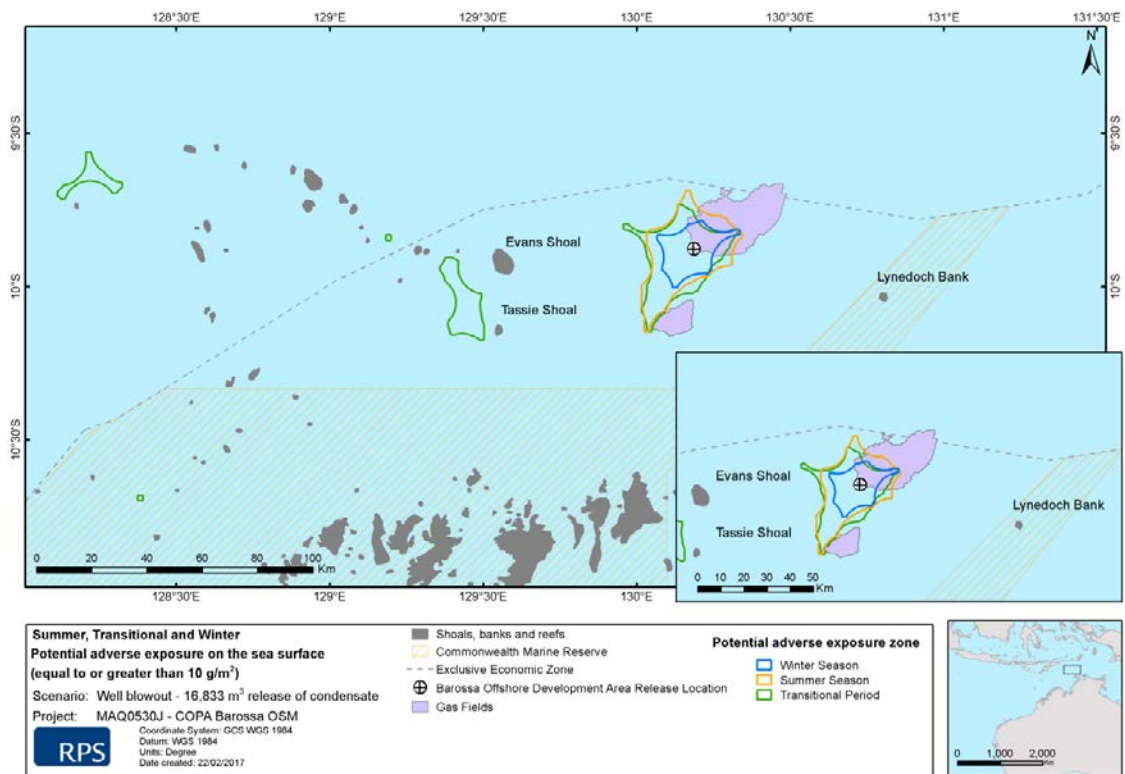 128°30'E 129°E 129°30'E 130°E 130°30'E 131°E 131°30'E
N
9°30'S 9°30'S
Evans Shoal
Lynedoch Bank
10°S 10°S
Tassie Shoal
10°30'S
Evans Shoal
Lynedoch Bank
Tassie Shoal
0 20 40 60 80 100
Km
0 10 20 30 40 50
Km
128°30'E 129°E 129°30'E 130°E
Summer, Transitional and Winter
Potential adverse exposure on the sea surface
(equal to or greater than 10 g/m²)
Scenario: Well blowout - 16,833 m³ release of condensate
Project: MAQ0530J - COPA Barossa OSM
RPS
Coordinate System: GCS WGS 1984
Datum: WGS 1984
Units: Degree
Date created: 22/02/2017
Shoals, banks and reefs
Commonwealth Marine Reserve
Exclusive Economic Zone
Barossa Offshore Development Area Release Location
Gas Fields
Potential adverse exposure zone
Winter Season
Summer Season
Transitional Period
0 1,000 2,000
Km